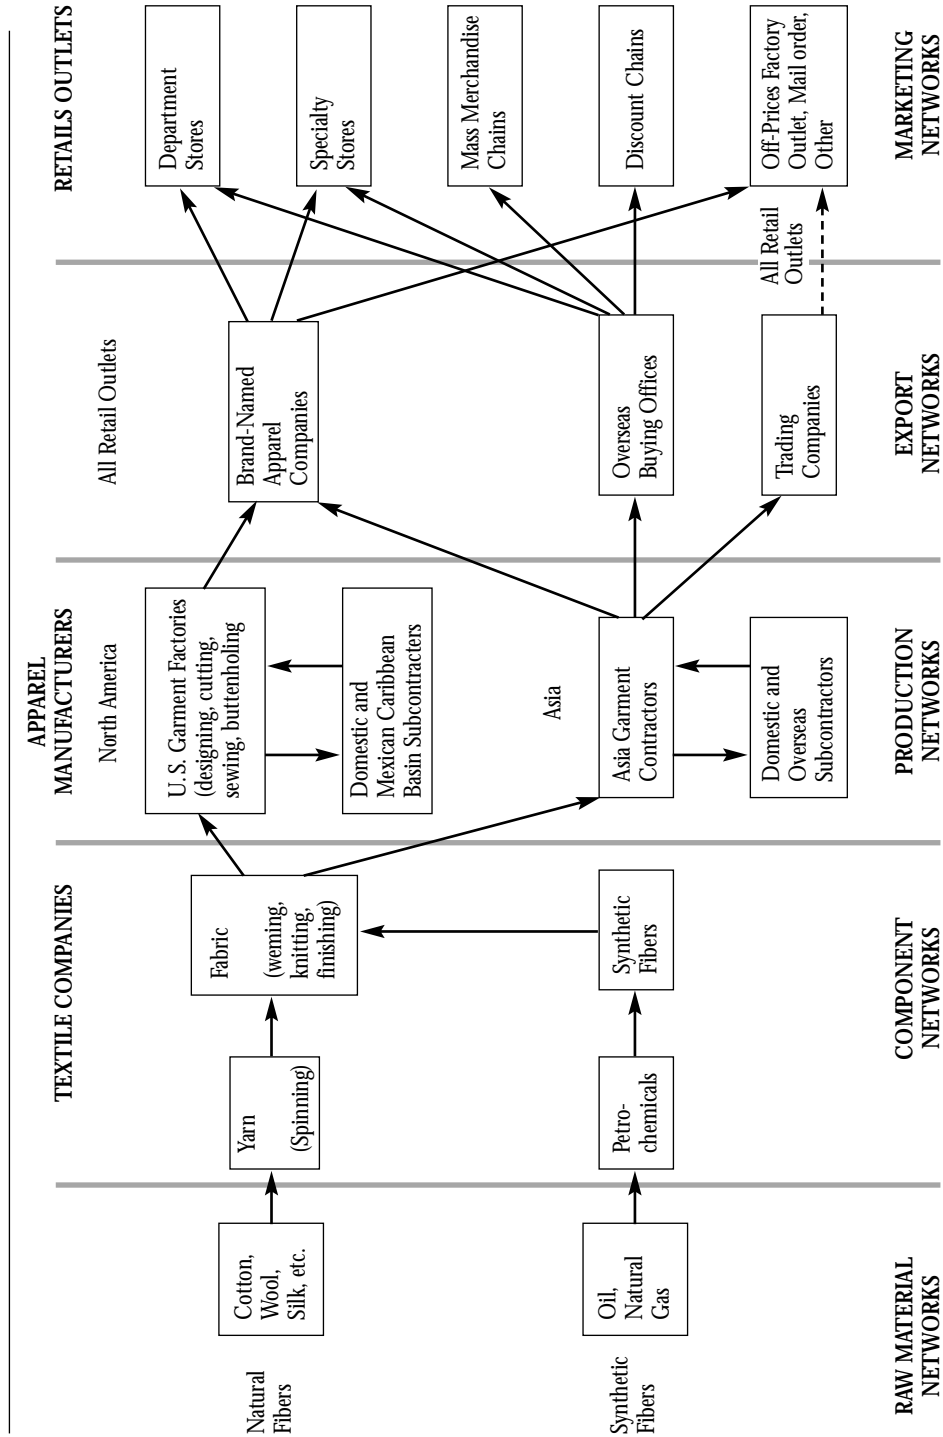 TEXTILE COMPANIES
APPAREL
MANUFACTURERS
RETAILS OUTLETS
North America
All Retail Outlets
Natural
Fibers
Cotton,
Wool,
Silk, etc.
Yarn
(Spinning)
Fabric
(weming,
knitting,
finishing)
U.S. Garment Factories
(designing, cutting,
sewing, buttenholing
Domestic and
Mexican Caribbean
Basin Subcontracters
Brand-Named
Apparel
Companies
Department
Stores
Specialty
Stores
Mass Merchandise
Chains
Synthetic
Fibers
Oil,
Natural
Gas
Petro-
chemicals
Synthetic
Fibers
Asia
Asia Garment
Contractors
Domestic and
Overseas
Subcontractors
Overseas
Buying Offices
Trading
Companies
All Retail
Outlets
Discount Chains
Off-Prices Factory
Outlet, Mail order,
Other
RAW MATERIAL
NETWORKS
COMPONENT
NETWORKS
PRODUCTION
NETWORKS
EXPORT
NETWORKS
MARKETING
NETWORKS